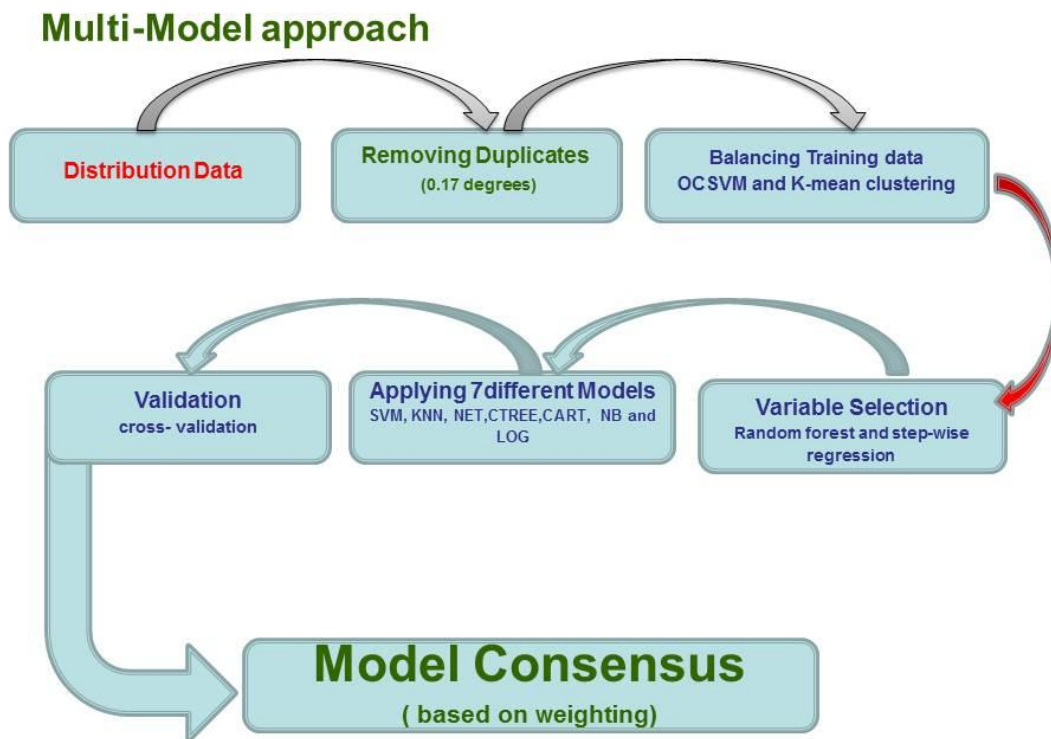 Multi-Model approach
Distribution Data
Removing Duplicates
(0.17 degrees)
Balancing Training data
OCSVM and K-mean clustering
Validation
cross- validation
Applying 7different Models
SVM, KNN, NET,CTREE,CART, NB and
LOG
Variable Selection
Random forest and step-wise
regression
Model Consensus
( based on weighting)